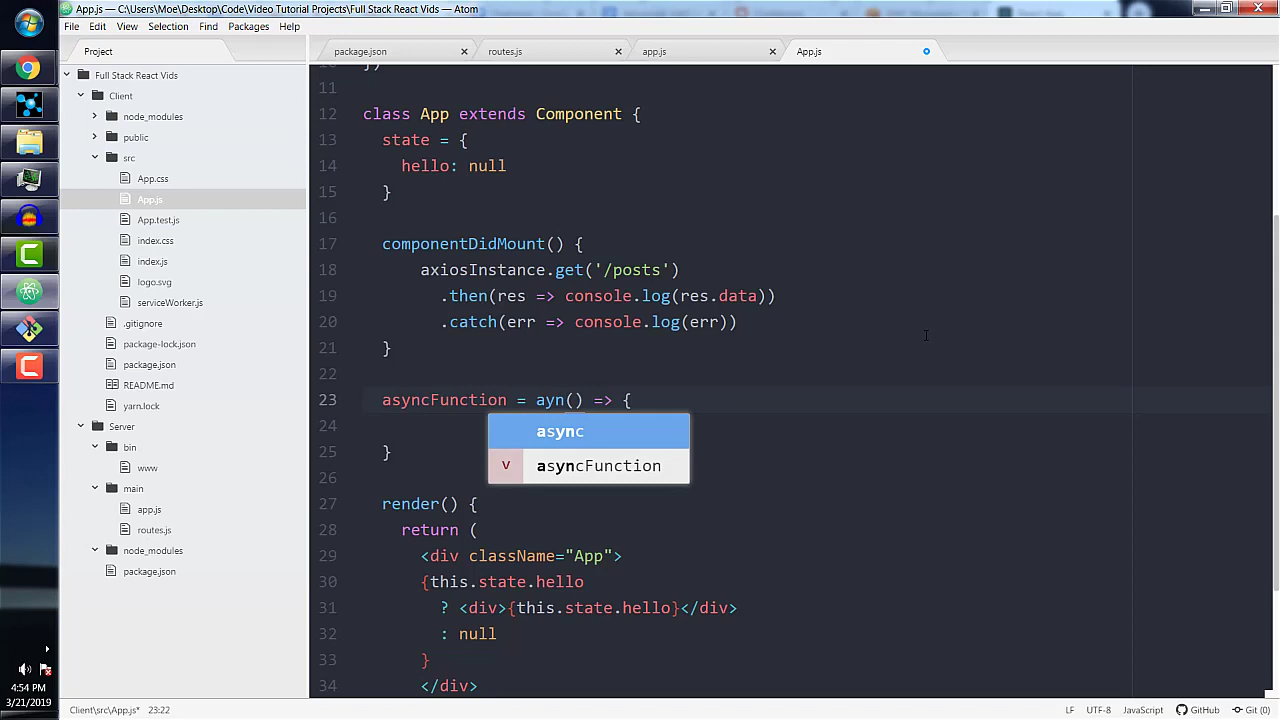 App.js — C:\Users\Moe\Desktop\Code\Video Tutorial Projects\Full Stack React Vids — Atom
File Edit View Selection Find Packages Help
Project
package.json
routes.js
app.js
App.js
Full Stack React Vids
Client
node_modules
public
src
App.css
App.js
App.test.js
index.css
index.js
logo.svg
serviceWorker.js
.gitignore
package-lock.json
package.json
README.md
yarn.lock
Server
bin
www
main
app.js
routes.js
node_modules
package.json
10 })
11
12 class App extends Component {
13 state = {
14 hello: null
15 }
16
17 componentDidMount() {
18 axiosInstance.get('/posts')
19 .then(res => console.log(res.data))
20 .catch(err => console.log(err))
21 }
22
23 asyncFunction = ayn() => {
24
async
25 }
v asyncFunction
26
27 render() {
28 return (
29 <div className="App">
30 {this.state.hello
31 ? <div>{this.state.hello}</div>
32 : null
33 }
34 </div>
4:54 PM
3/21/2019
Client\src\App.js* 23:22
LF UTF-8 JavaScript GitHub Git (0)